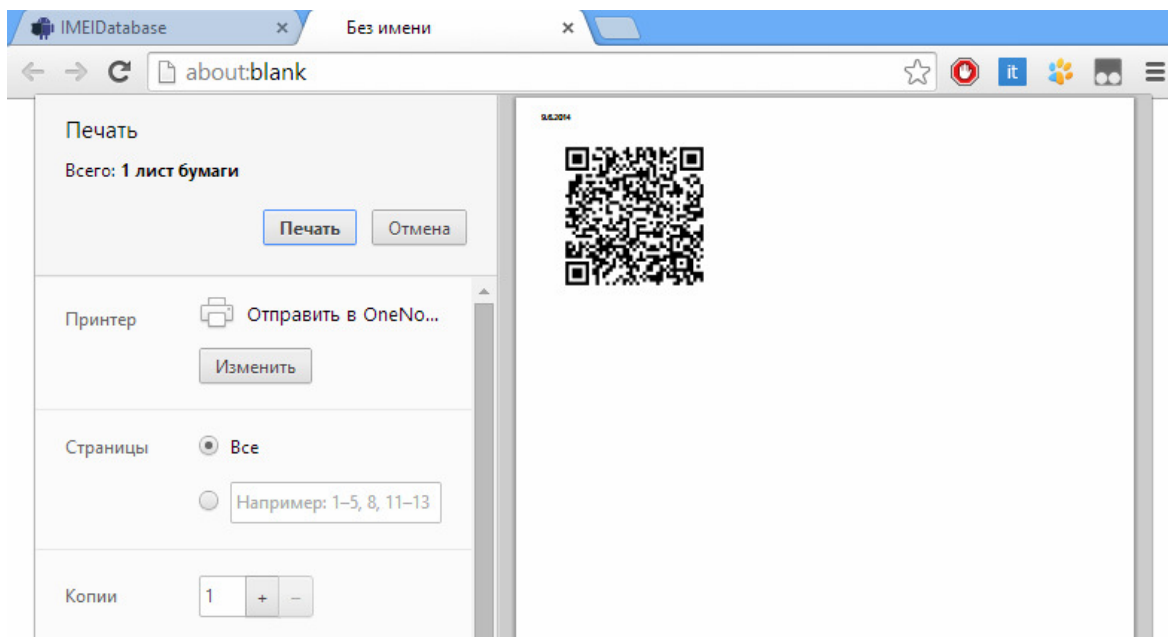 IMEIDatabase
Без имени
about:blank
it
Печать
Всего: 1 лист бумаги
Печать Отмена
Принтер Отправить в OneNo...
Изменить
Страницы Все
Например: 1–5, 8, 11–13
Копии 1 + –
9.6.2014